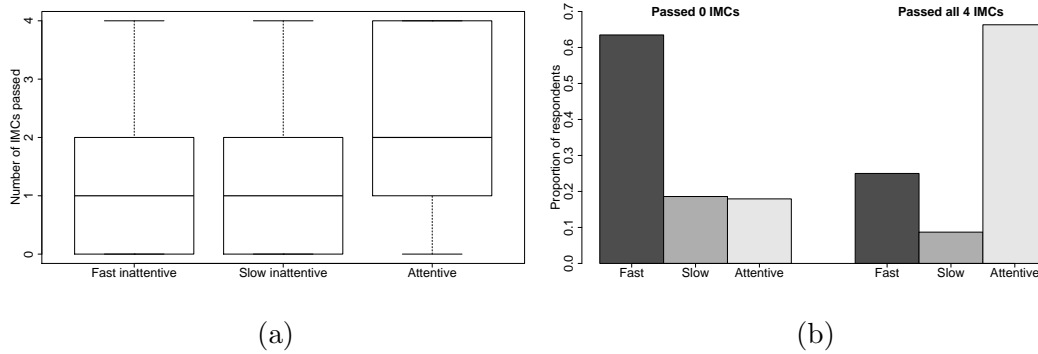 Number of IMCs passed
4
3
2
1
0
Fast inattentive Slow inattentive Attentive
(a)
Proportion of respondents
0.7
0.6
0.5
0.4
0.3
0.2
0.1
0.0
Passed 0 IMCs Passed all 4 IMCs
Fast Slow Attentive Fast Slow Attentive
(b)